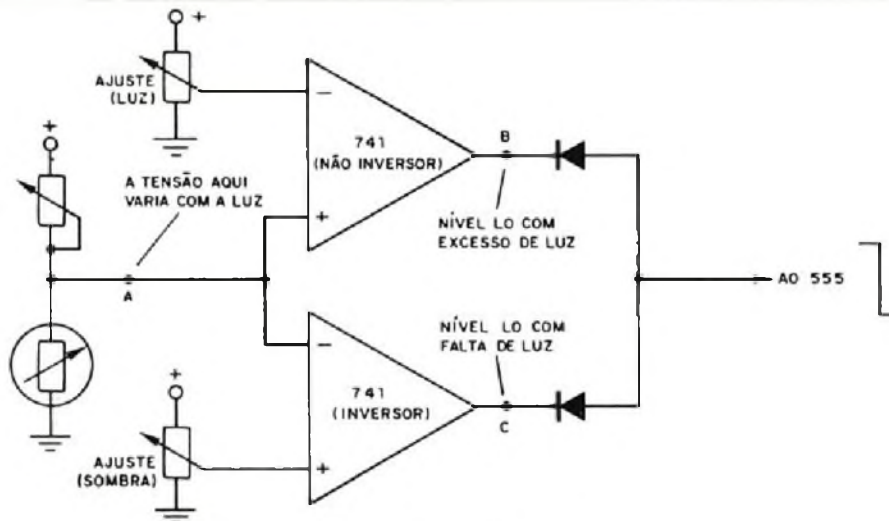 +
AJUSTE
(LUZ)
+
−
741
(NÃO INVERSOR)
+
B
A TENSÃO AQUI
VARIA COM A LUZ
NÍVEL LO COM
EXCESSO DE LUZ
A
AO 555
NÍVEL LO COM
FALTA DE LUZ
−
741
(INVERSOR)
+
C
+
AJUSTE
(SOMBRA)